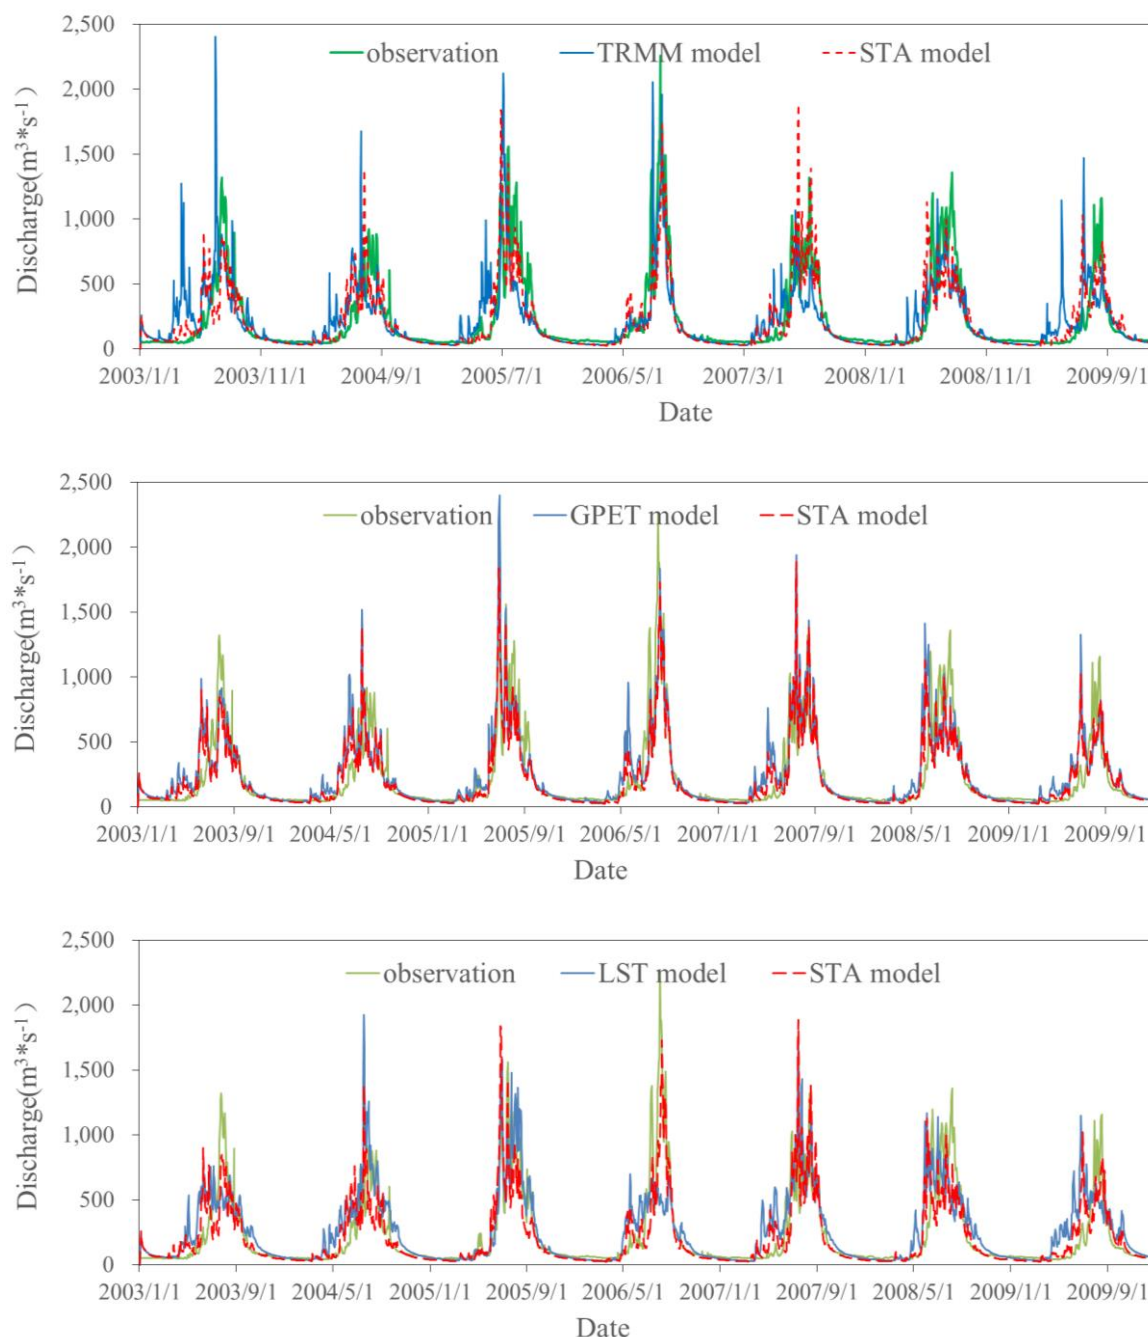 2,500
observation TRMM model STA model
2,000
1,500
1,000
500
0
Discharge(m³*s⁻¹)
2003/1/1 2003/11/1 2004/9/1 2005/7/1 2006/5/1 2007/3/1 2008/1/1 2008/11/1 2009/9/1
Date
2,500
observation GPET model STA model
2,000
1,500
1,000
500
0
Discharge(m³*s⁻¹)
2003/1/1 2003/9/1 2004/5/1 2005/1/1 2005/9/1 2006/5/1 2007/1/1 2007/9/1 2008/5/1 2009/1/1 2009/9/1
Date
2,500
observation LST model STA model
2,000
1,500
1,000
500
0
Discharge(m³*s⁻¹)
2003/1/1 2003/9/1 2004/5/1 2005/1/1 2005/9/1 2006/5/1 2007/1/1 2007/9/1 2008/5/1 2009/1/1 2009/9/1
Date